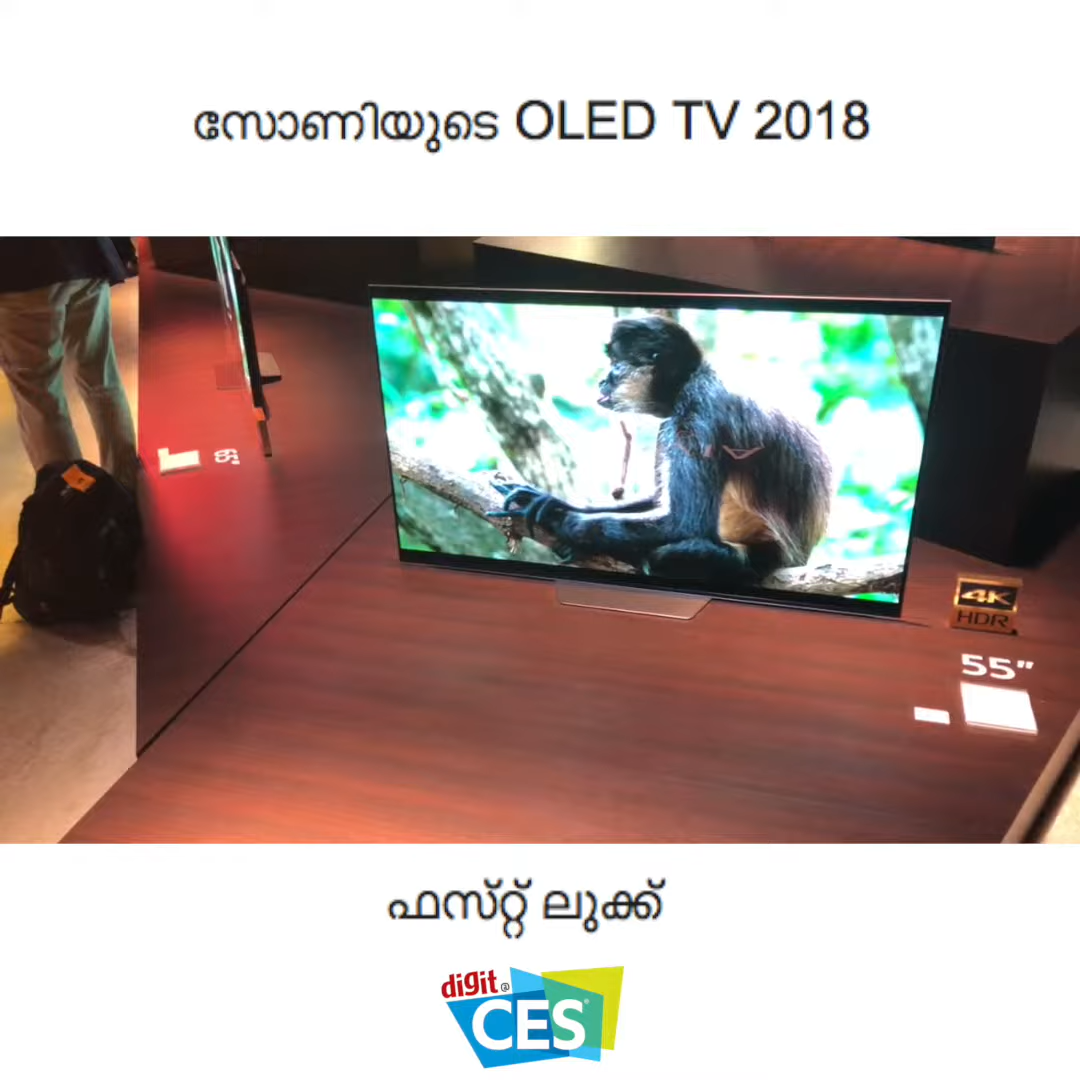 സോണിയുടെ OLED TV 2018
4K
HDR
55"
ഫസ്റ്റ് ലുക്ക്
digit @
CES